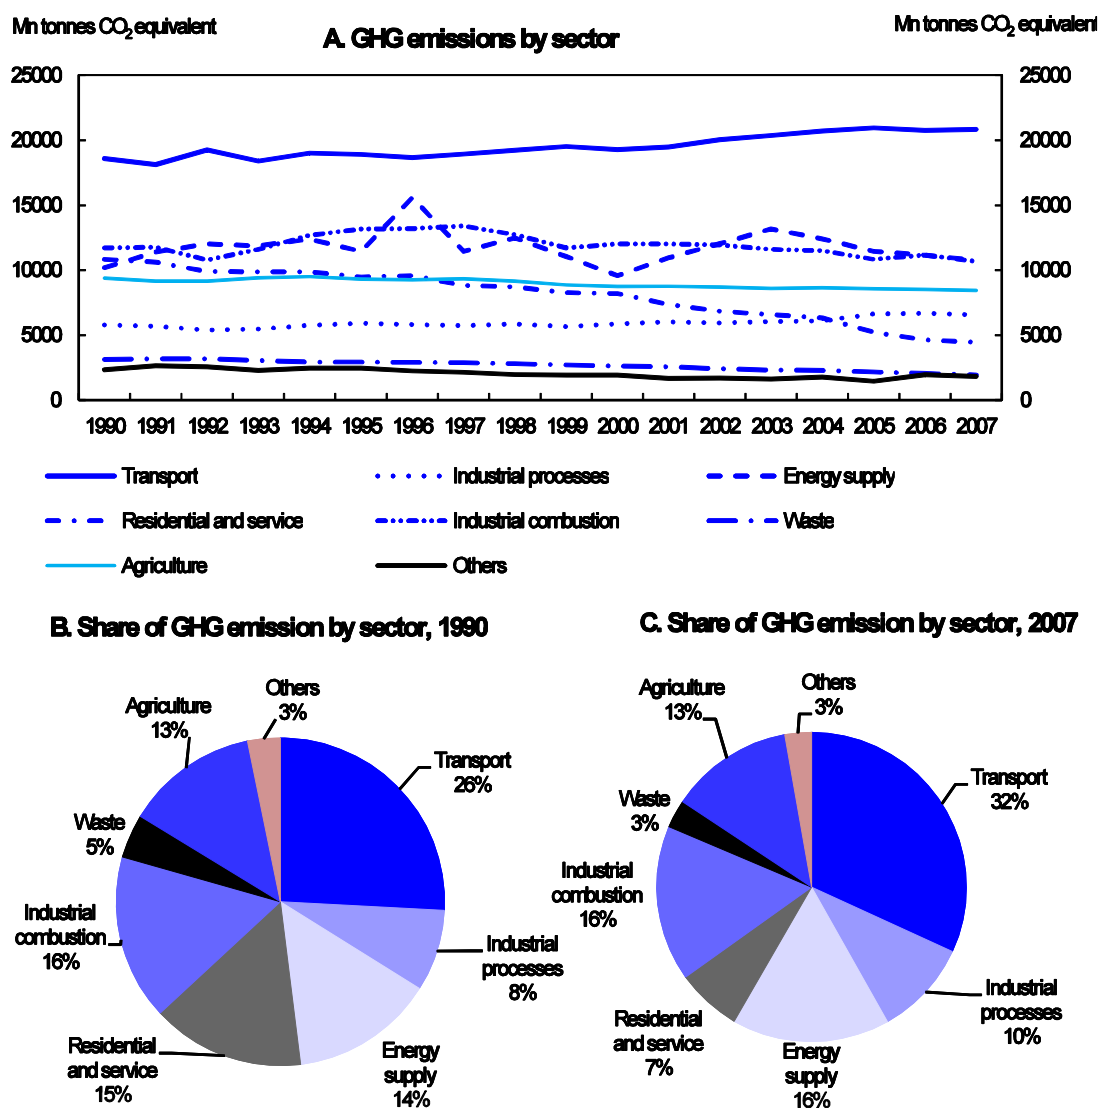 Mn tonnes CO2 equivalent
Mn tonnes CO2 equivalent
A. GHG emissions by sector
25000
20000
15000
10000
5000
0
25000
20000
15000
10000
5000
0
1990 1991 1992 1993 1994 1995 1996 1997 1998 1999 2000 2001 2002 2003 2004 2005 2006 2007
Transport
Industrial processes
Energy supply
Residential and service
Industrial combustion
Waste
Agriculture
Others
B. Share of GHG emission by sector, 1990
Others
3%
Agriculture
13%
Transport
26%
Waste
5%
Industrial
combustion
16%
Industrial
processes
8%
Residential
and service
15%
Energy
supply
14%
C. Share of GHG emission by sector, 2007
Others
3%
Agriculture
13%
Transport
32%
Waste
3%
Industrial
combustion
16%
Industrial
processes
10%
Residential
and service
7%
Energy
supply
16%